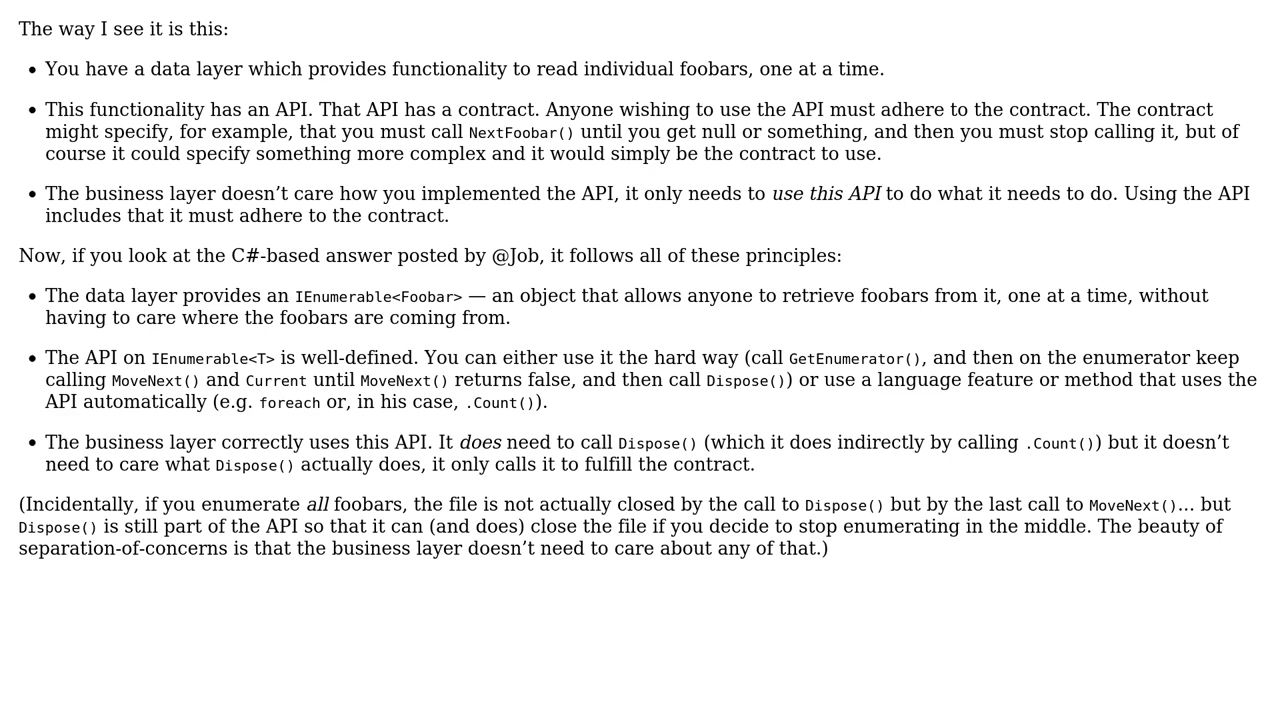 The way I see it is this:
• You have a data layer which provides functionality to read individual foobars, one at a time.
• This functionality has an API. That API has a contract. Anyone wishing to use the API must adhere to the contract. The contract
might specify, for example, that you must call NextFoobar() until you get null or something, and then you must stop calling it, but of
course it could specify something more complex and it would simply be the contract to use.
• The business layer doesn’t care how you implemented the API, it only needs to use this API to do what it needs to do. Using the API
includes that it must adhere to the contract.
Now, if you look at the C#-based answer posted by @Job, it follows all of these principles:
• The data layer provides an IEnumerable<Foobar> — an object that allows anyone to retrieve foobars from it, one at a time, without
having to care where the foobars are coming from.
• The API on IEnumerable<T> is well-defined. You can either use it the hard way (call GetEnumerator(), and then on the enumerator keep
calling MoveNext() and Current until MoveNext() returns false, and then call Dispose()) or use a language feature or method that uses the
API automatically (e.g. foreach or, in his case, .Count()).
• The business layer correctly uses this API. It does need to call Dispose() (which it does indirectly by calling .Count()) but it doesn’t
need to care what Dispose() actually does, it only calls it to fulfill the contract.
(Incidentally, if you enumerate all foobars, the file is not actually closed by the call to Dispose() but by the last call to MoveNext()… but
Dispose() is still part of the API so that it can (and does) close the file if you decide to stop enumerating in the middle. The beauty of
separation-of-concerns is that the business layer doesn’t need to care about any of that.)